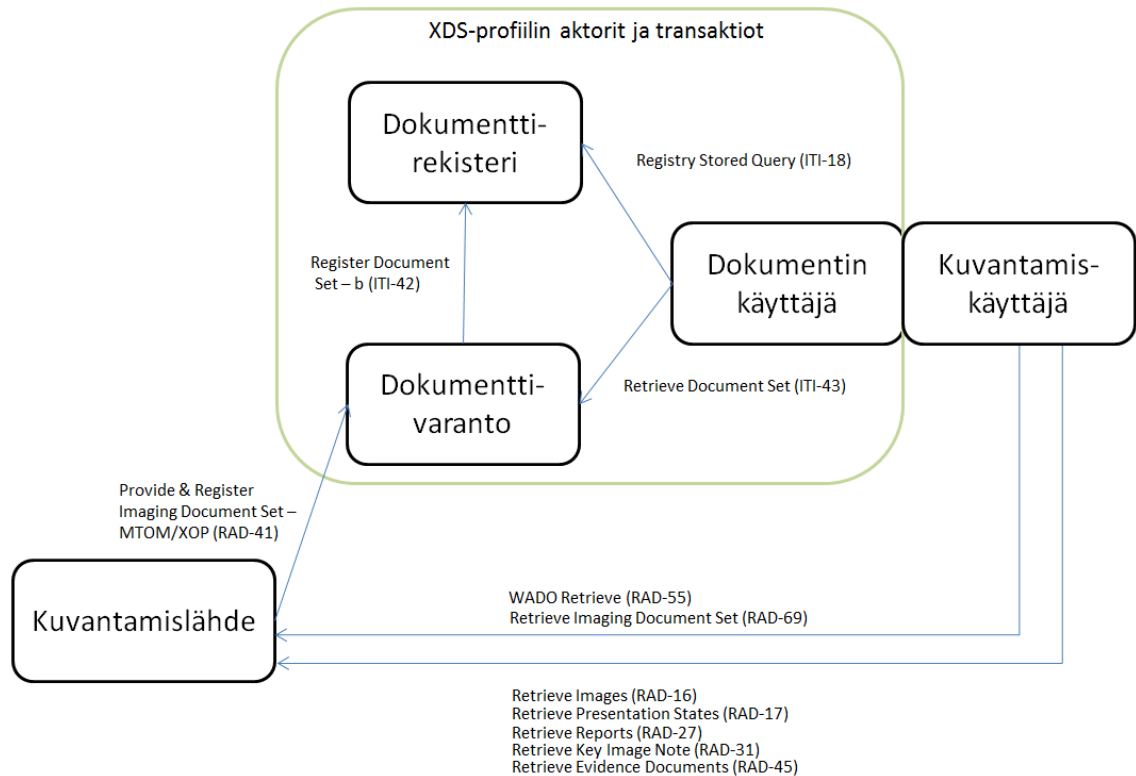 XDS-profiilin aktorit ja transaktiot
Dokumentti-
rekisteri
Registry Stored Query (ITI-18)
Register Document
Set – b (ITI-42)
Dokumentin
käyttäjä
Kuvantamis-
käyttäjä
Dokumentti-
varanto
Retrieve Document Set (ITI-43)
Provide & Register
Imaging Document Set –
MTOM/XOP (RAD-41)
Kuvantamislähde
WADO Retrieve (RAD-55)
Retrieve Imaging Document Set (RAD-69)
Retrieve Images (RAD-16)
Retrieve Presentation States (RAD-17)
Retrieve Reports (RAD-27)
Retrieve Key Image Note (RAD-31)
Retrieve Evidence Documents (RAD-45)